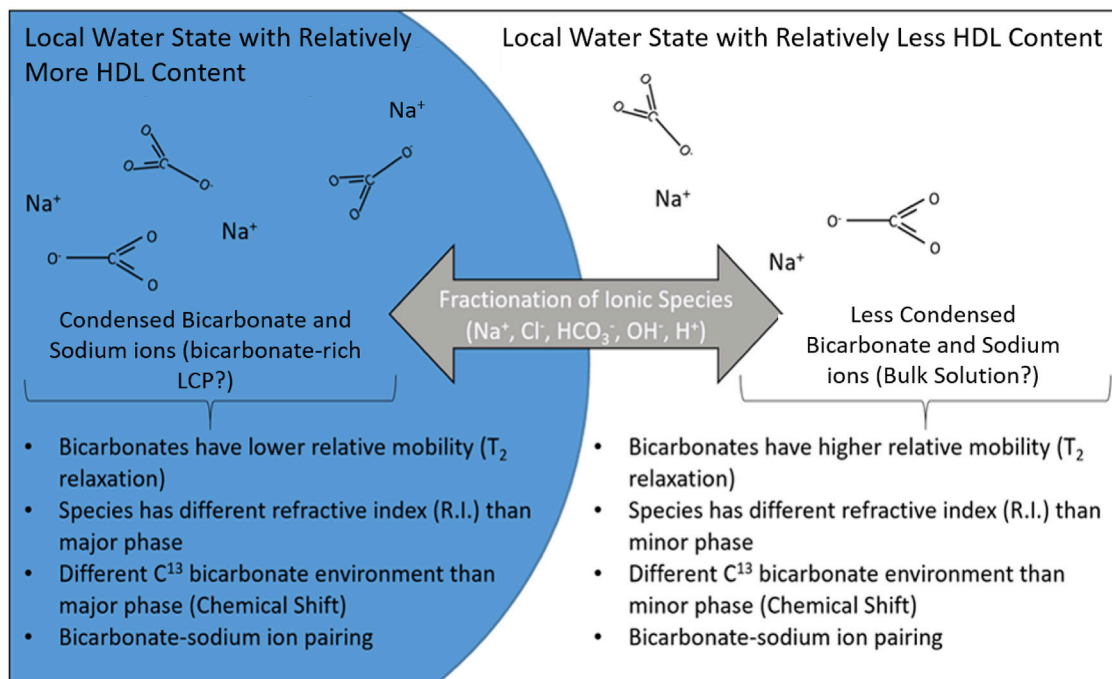 Local Water State with Relatively
More HDL Content
Local Water State with Relatively Less HDL Content
Na⁺
O
O
C
O⁻
O⁻
O
C
O
Na⁺
Na⁺
O⁻
C
O
O
O
O
C
O⁻
Na⁺
O⁻
C
O
O
Na⁺
Fractionation of Ionic Species
(Na⁺, Cl⁻, HCO₃⁻, OH⁻, H⁺)
Condensed Bicarbonate and
Sodium ions (bicarbonate-rich
LCP?)
Less Condensed
Bicarbonate and Sodium
ions (Bulk Solution?)
• Bicarbonates have lower relative mobility (T₂
relaxation)
• Species has different refractive index (R.I.) than
major phase
• Different C¹³ bicarbonate environment than
major phase (Chemical Shift)
• Bicarbonate-sodium ion pairing
• Bicarbonates have higher relative mobility (T₂
relaxation)
• Species has different refractive index (R.I.) than
minor phase
• Different C¹³ bicarbonate environment than
minor phase (Chemical Shift)
• Bicarbonate-sodium ion pairing